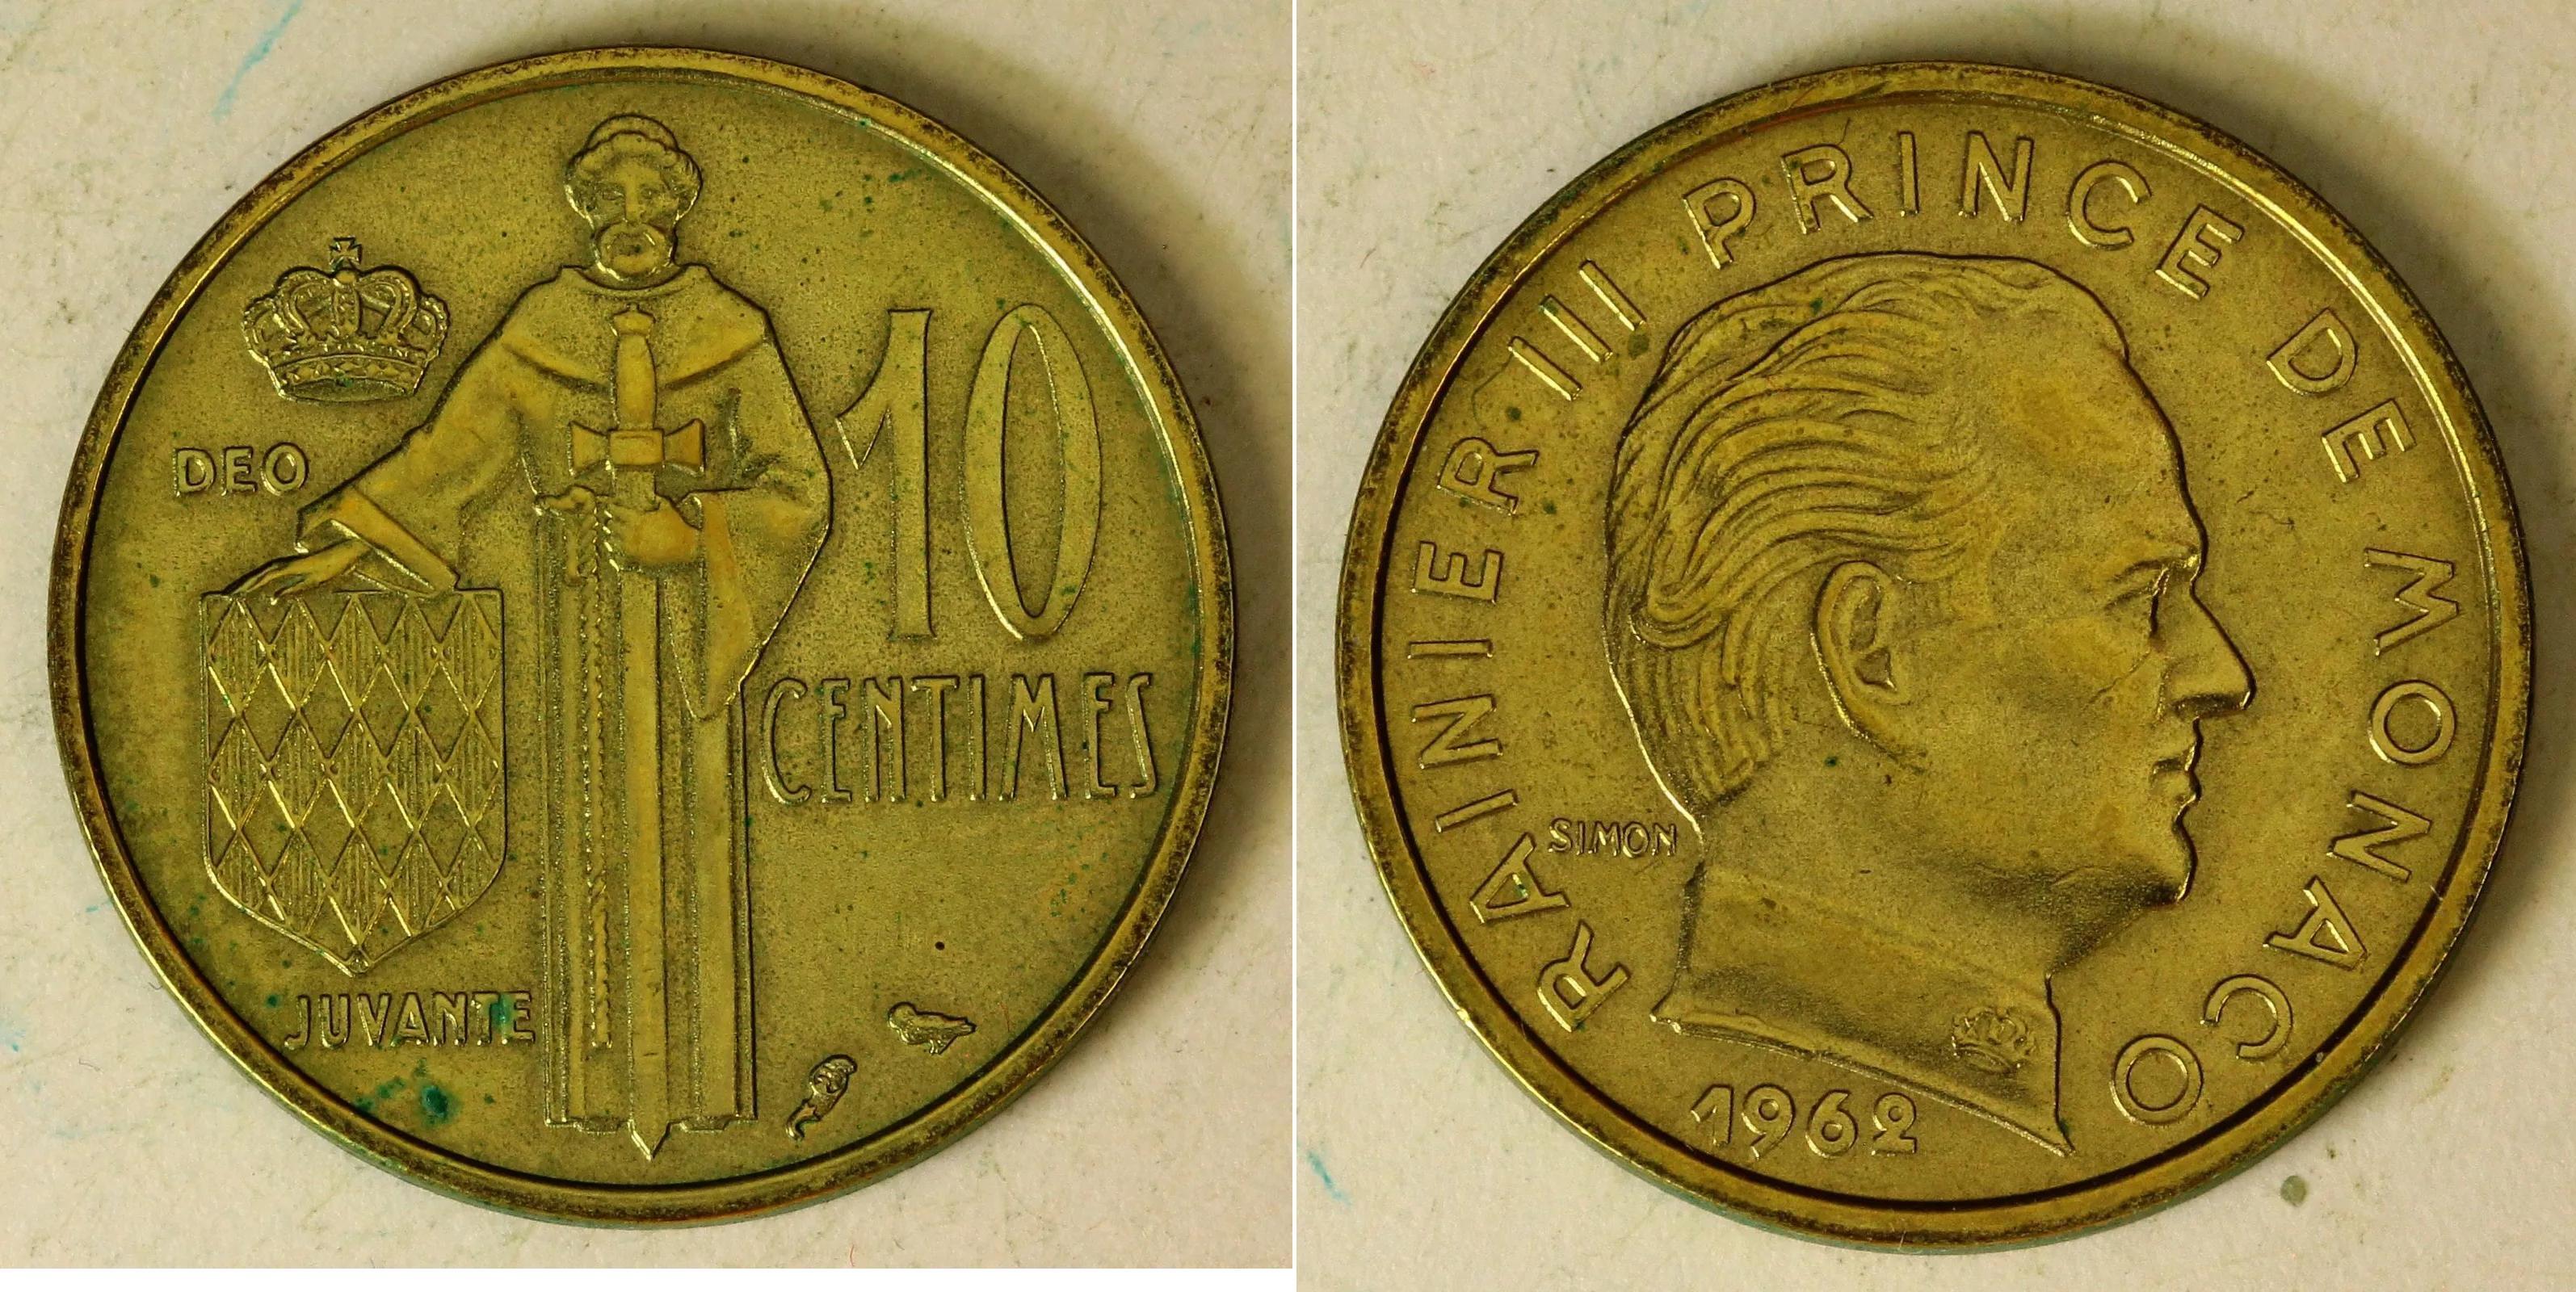 DEO
10
CENTIMES
JUVANTE
RAINIER III PRINCE DE MONACO
SIMON
1962